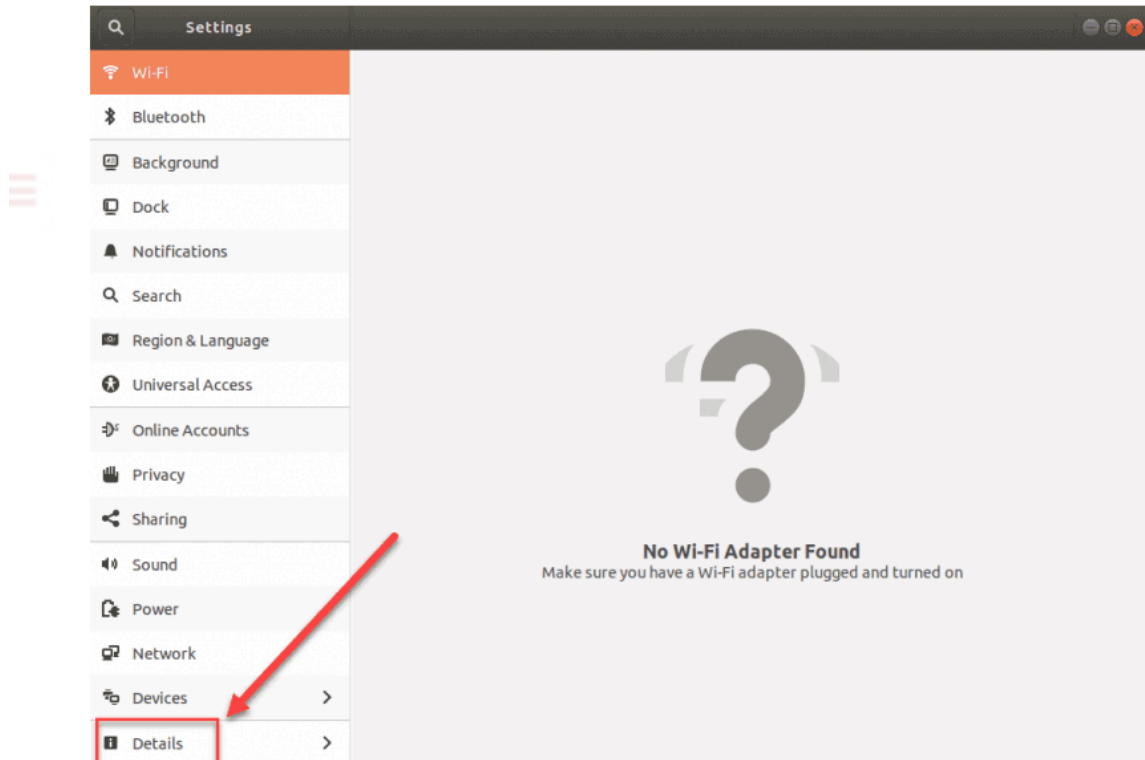 Settings
Wi-Fi
Bluetooth
Background
Dock
Notifications
Search
Region & Language
Universal Access
Online Accounts
Privacy
Sharing
Sound
Power
Network
Devices
Details
No Wi-Fi Adapter Found
Make sure you have a Wi-Fi adapter plugged and turned on